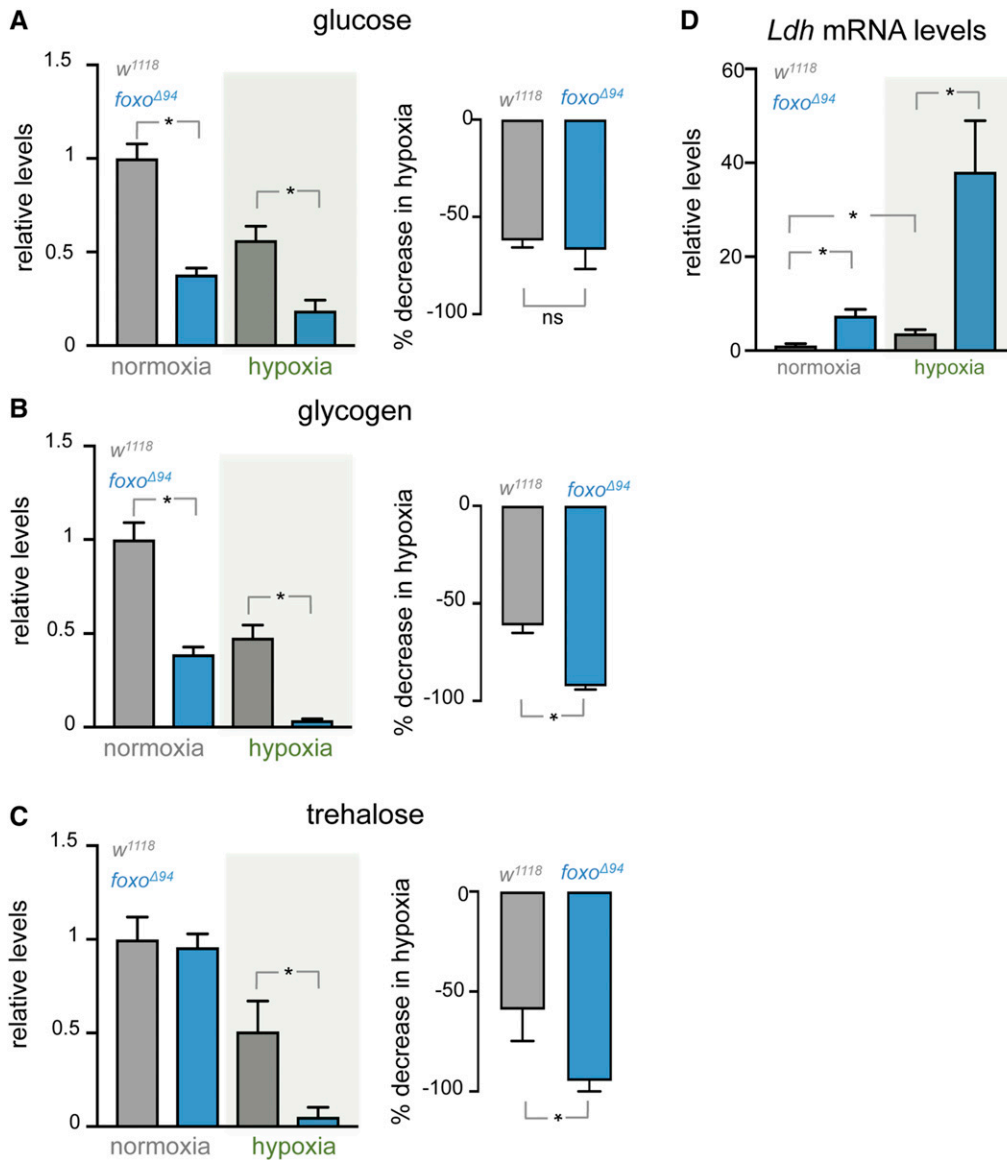 A
glucose
relative levels
1.5
1
0.5
0
w1118
foxoΔ94
*
*
normoxia
hypoxia
% decrease in hypoxia
0
-50
-100
w1118
foxoΔ94
ns
B
glycogen
relative levels
1.5
1
0.5
0
w1118
foxoΔ94
*
*
normoxia
hypoxia
% decrease in hypoxia
0
-50
-100
w1118
foxoΔ94
*
C
trehalose
relative levels
1.5
1
0.5
0
w1118
foxoΔ94
*
normoxia
hypoxia
% decrease in hypoxia
0
-50
-100
w1118
foxoΔ94
*
D
Ldh mRNA levels
relative levels
60
40
20
0
w1118
foxoΔ94
*
*
*
normoxia
hypoxia